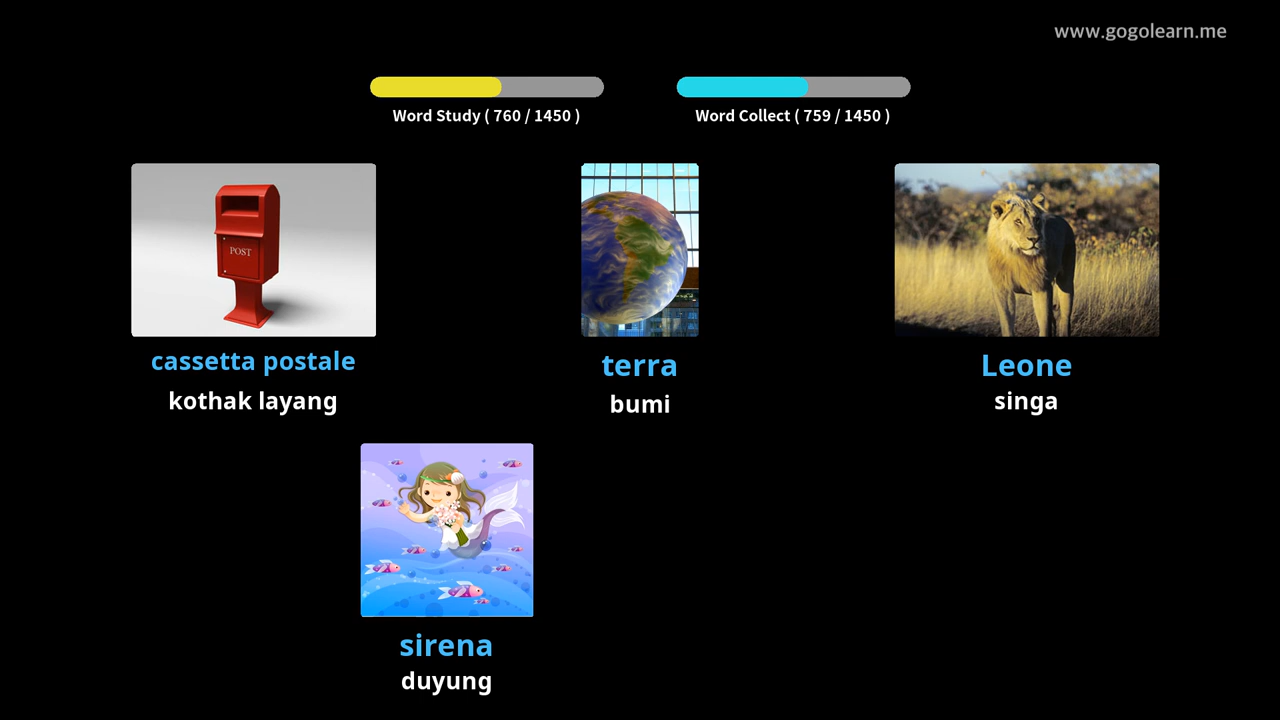 www.gogolearn.me
Word Study ( 760 / 1450 )
Word Collect ( 759 / 1450 )
POST
cassetta postale
terra
Leone
kothak layang
bumi
singa
sirena
duyung